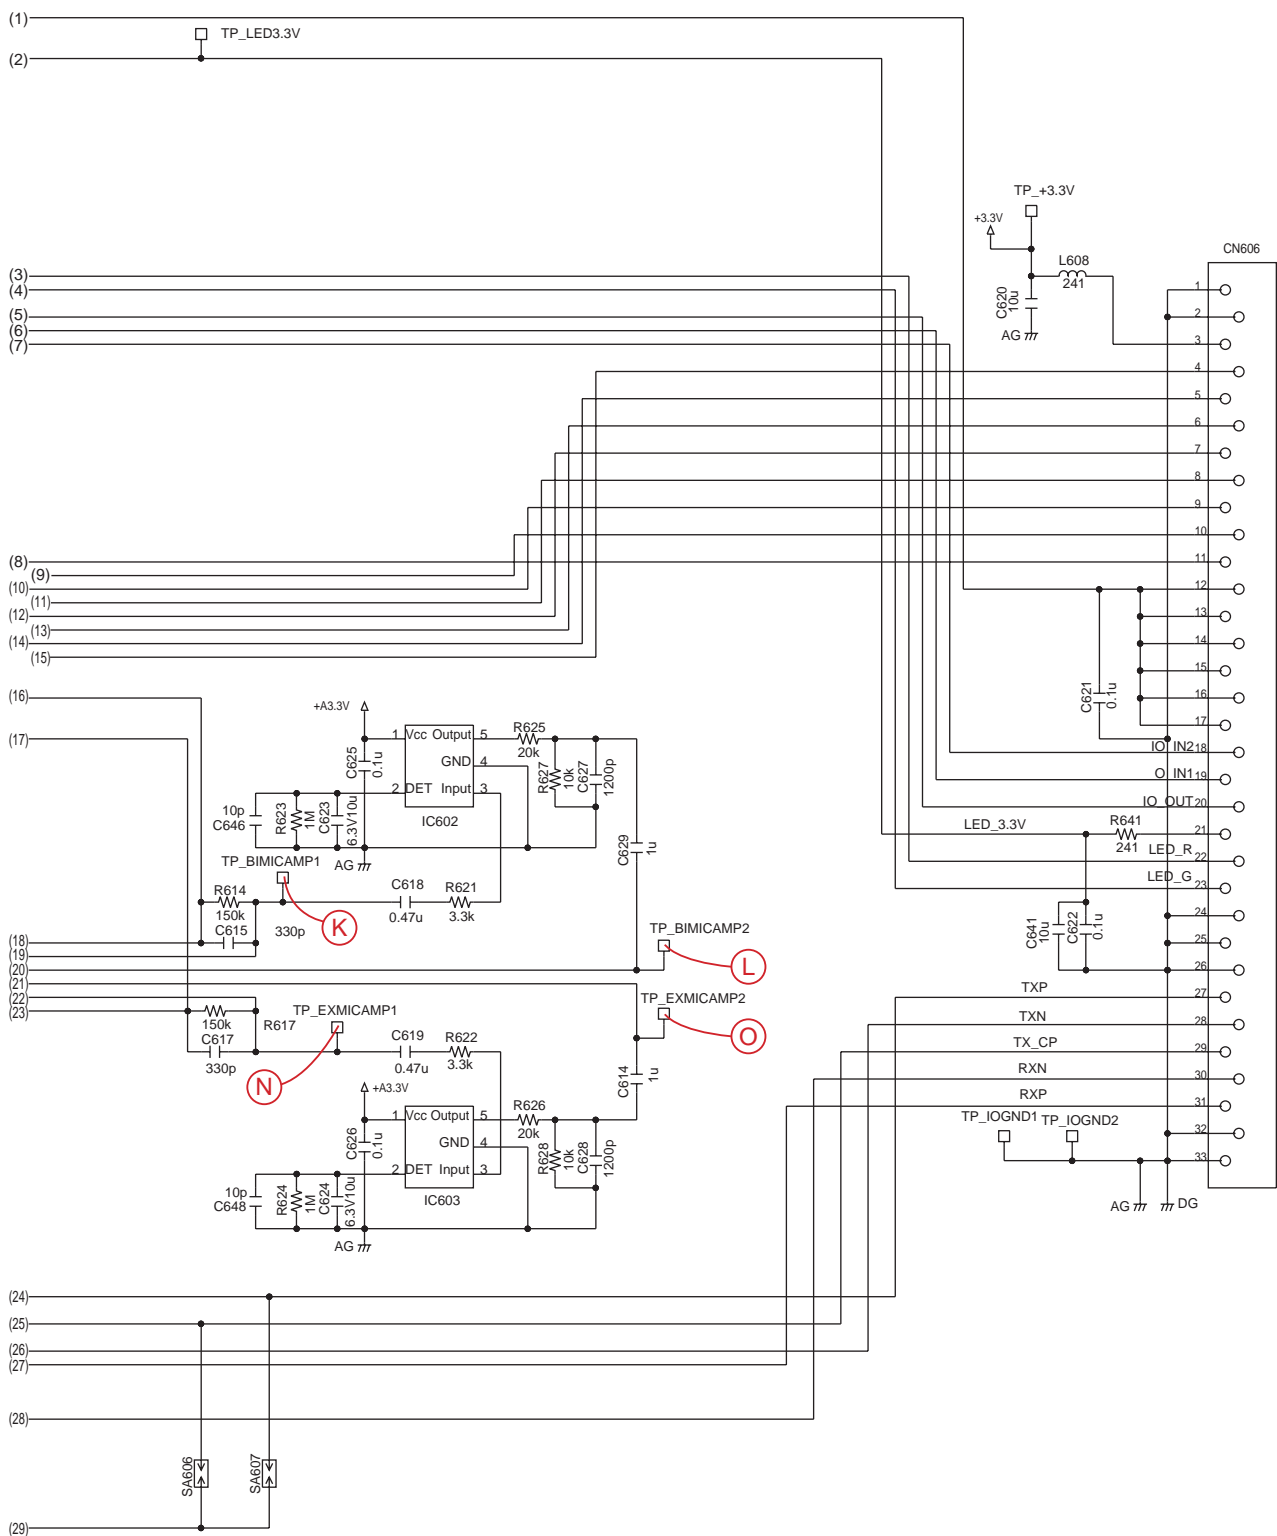 (1)
TP_LED3.3V
(2)
TP_+3.3V
+3.3V
CN606
(3)
L608
(4)
241
C620
10u
1
(5)
2
(6)
AG
(7)
3
4
5
6
7
8
9
10
(8)
11
(9)
(10)
12
(11)
(12)
13
(13)
(14)
14
(15)
15
(16)
C621
0.1u
16
+A3.3V
17
(17)
1 Vcc Output 5
R625
20k
IO_IN2 18
C625
0.1u
GND 4
R627
10k
C627
1200p
O_IN1 19
2 DET Input 3
10p
C646
R623
1M
C623
6.3V10u
IC602
IO_OUT 20
LED_3.3V
R641
241
21
C629
1u
TP_BIMICAMP1
AG
LED_R
22
R614
150k
C618
0.47u
R621
3.3k
LED_G
23
C615
330p
K
24
(18)
TP_BIMICAMP2
C641
10u
C622
0.1u
25
(19)
(20)
L
26
(21)
TXP
27
(22)
(23)
TP_EXMICAMP1
TP_EXMICAMP2
TXN
28
150k
R617
C617
330p
C619
0.47u
R622
3.3k
O
TX_CP
29
N
C614
1u
RXN
30
+A3.3V
RXP
31
1 Vcc Output 5
R626
20k
TP_IOGND1
TP_IOGND2
C626
0.1u
GND 4
R628
10k
C628
1200p
32
2 DET Input 3
33
10p
C648
R624
1M
C624
6.3V10u
IC603
AG
DG
AG
(24)
(25)
(26)
(27)
(28)
SA606
SA607
(29)